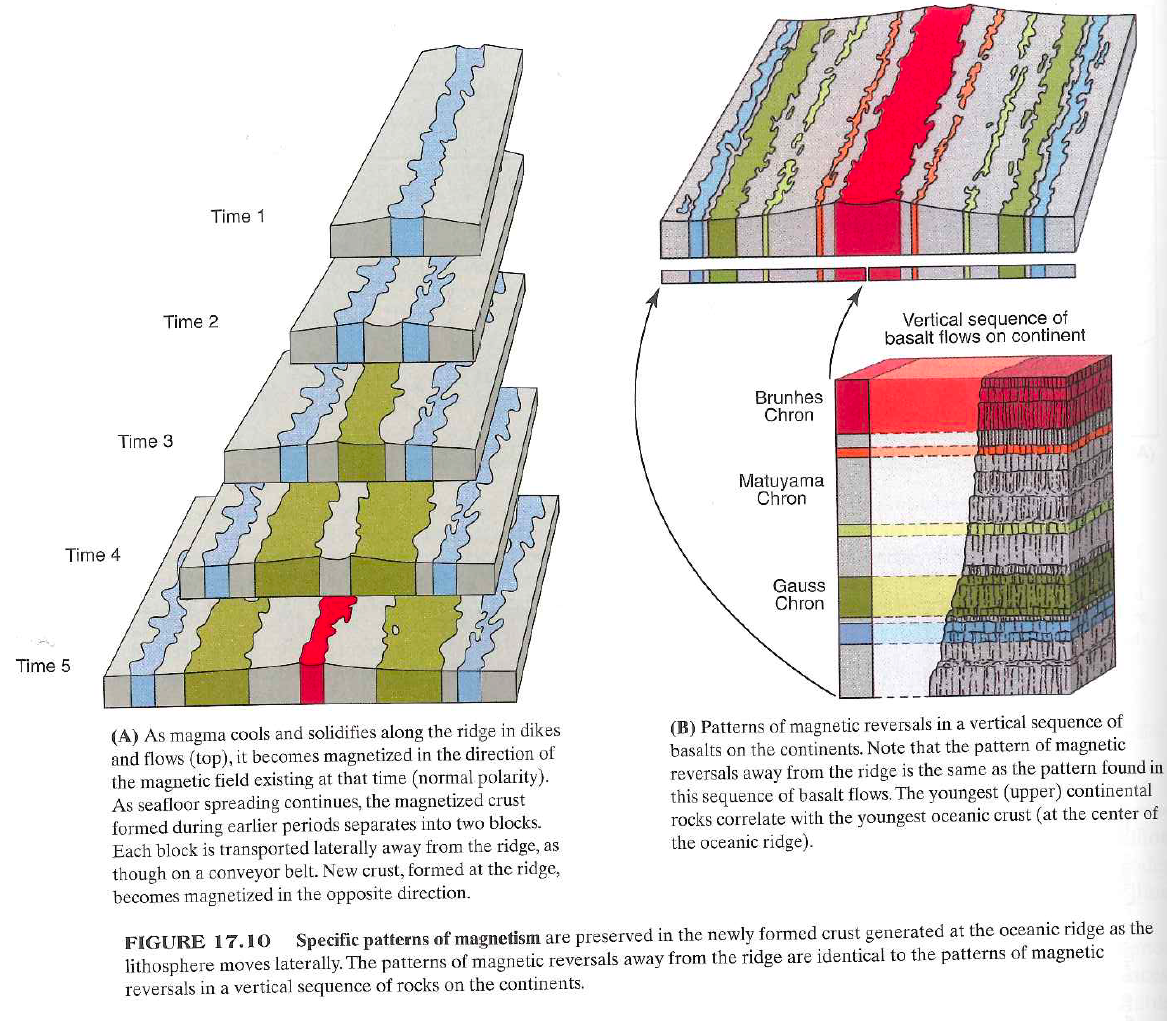 Time 1
Time 2
Time 3
Time 4
Time 5
(A) As magma cools and solidifies along the ridge in dikes
and flows (top), it becomes magnetized in the direction of
the magnetic field existing at that time (normal polarity).
As seafloor spreading continues, the magnetized crust
formed during earlier periods separates into two blocks.
Each block is transported laterally away from the ridge, as
though on a conveyor belt. New crust, formed at the ridge,
becomes magnetized in the opposite direction.
Vertical sequence of
basalt flows on continent
Brunhes
Chron
Matuyama
Chron
Gauss
Chron
(B) Patterns of magnetic reversals in a vertical sequence of
basalts on the continents. Note that the pattern of magnetic
reversals away from the ridge is the same as the pattern found in
this sequence of basalt flows. The youngest (upper) continental
rocks correlate with the youngest oceanic crust (at the center of
the oceanic ridge).
FIGURE 17.10 Specific patterns of magnetism are preserved in the newly formed crust generated at the oceanic ridge as the
lithosphere moves laterally. The patterns of magnetic reversals away from the ridge are identical to the patterns of magnetic
reversals in a vertical sequence of rocks on the continents.